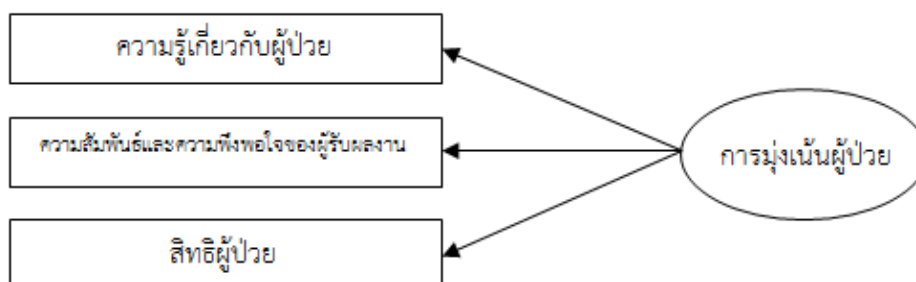 ความรู้เกี่ยวกับผู้ป่วย
ความสัมพันธ์และความพึงพอใจของผู้รับผลงาน
การมุ่งเน้นผู้ป่วย
สิทธิผู้ป่วย